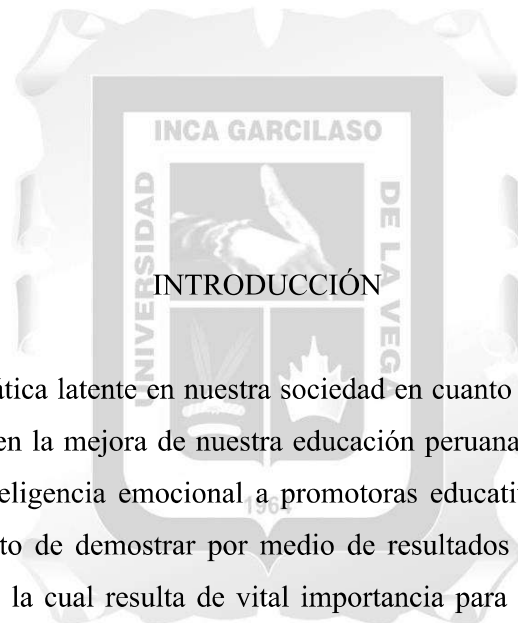 INCA GARCILASO
UNIVERSIDAD
DE LA VEGA
INTRODUCCIÓN
ática latente en nuestra sociedad en cuanto
en la mejora de nuestra educación peruana
eligencia emocional a promotoras educati
1964
to de demostrar por medio de resultados
la cual resulta de vital importancia para